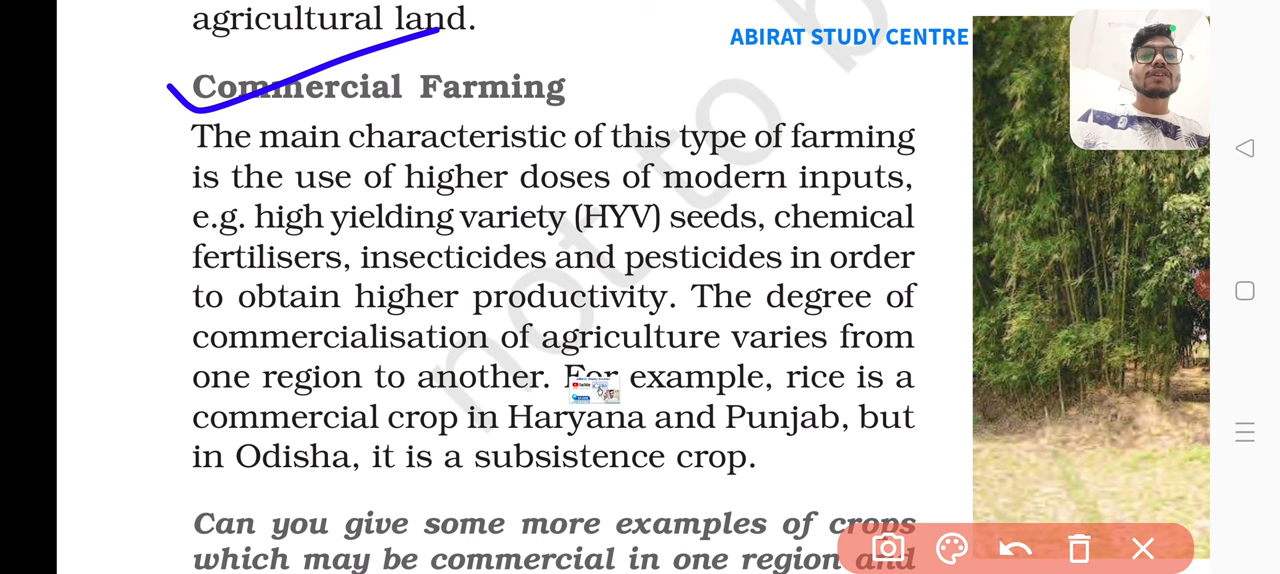 agricultural land.
ABIRAT STUDY CENTRE
Commercial Farming
The main characteristic of this type of farming
is the use of higher doses of modern inputs,
e.g. high yielding variety (HYV) seeds, chemical
fertilisers, insecticides and pesticides in order
to obtain higher productivity. The degree of
commercialisation of agriculture varies from
one region to another. For example, rice is a
commercial crop in Haryana and Punjab, but
in Odisha, it is a subsistence crop.
Can you give some more examples of crops
which may be commercial in one region and
not to b